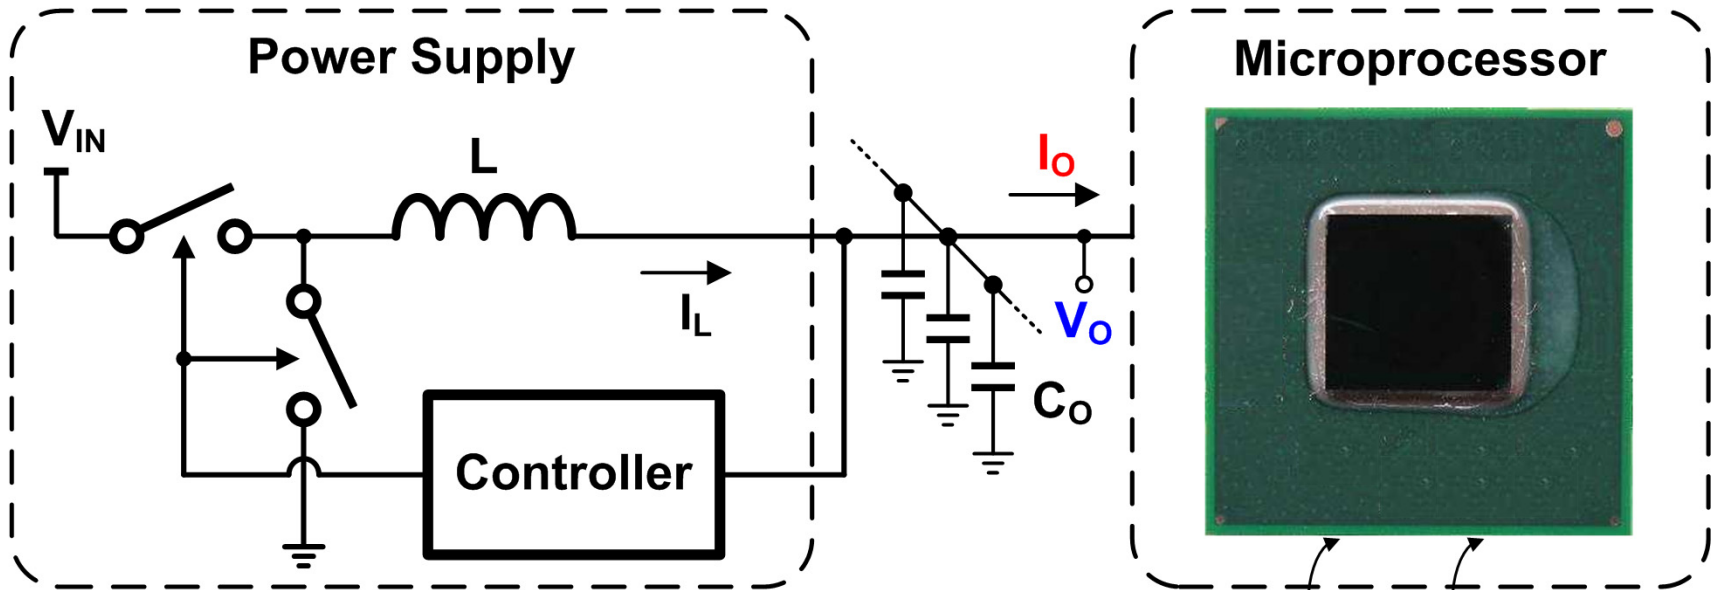 Power Supply
Microprocessor
VIN
L
IO
IL
VO
CO
Controller